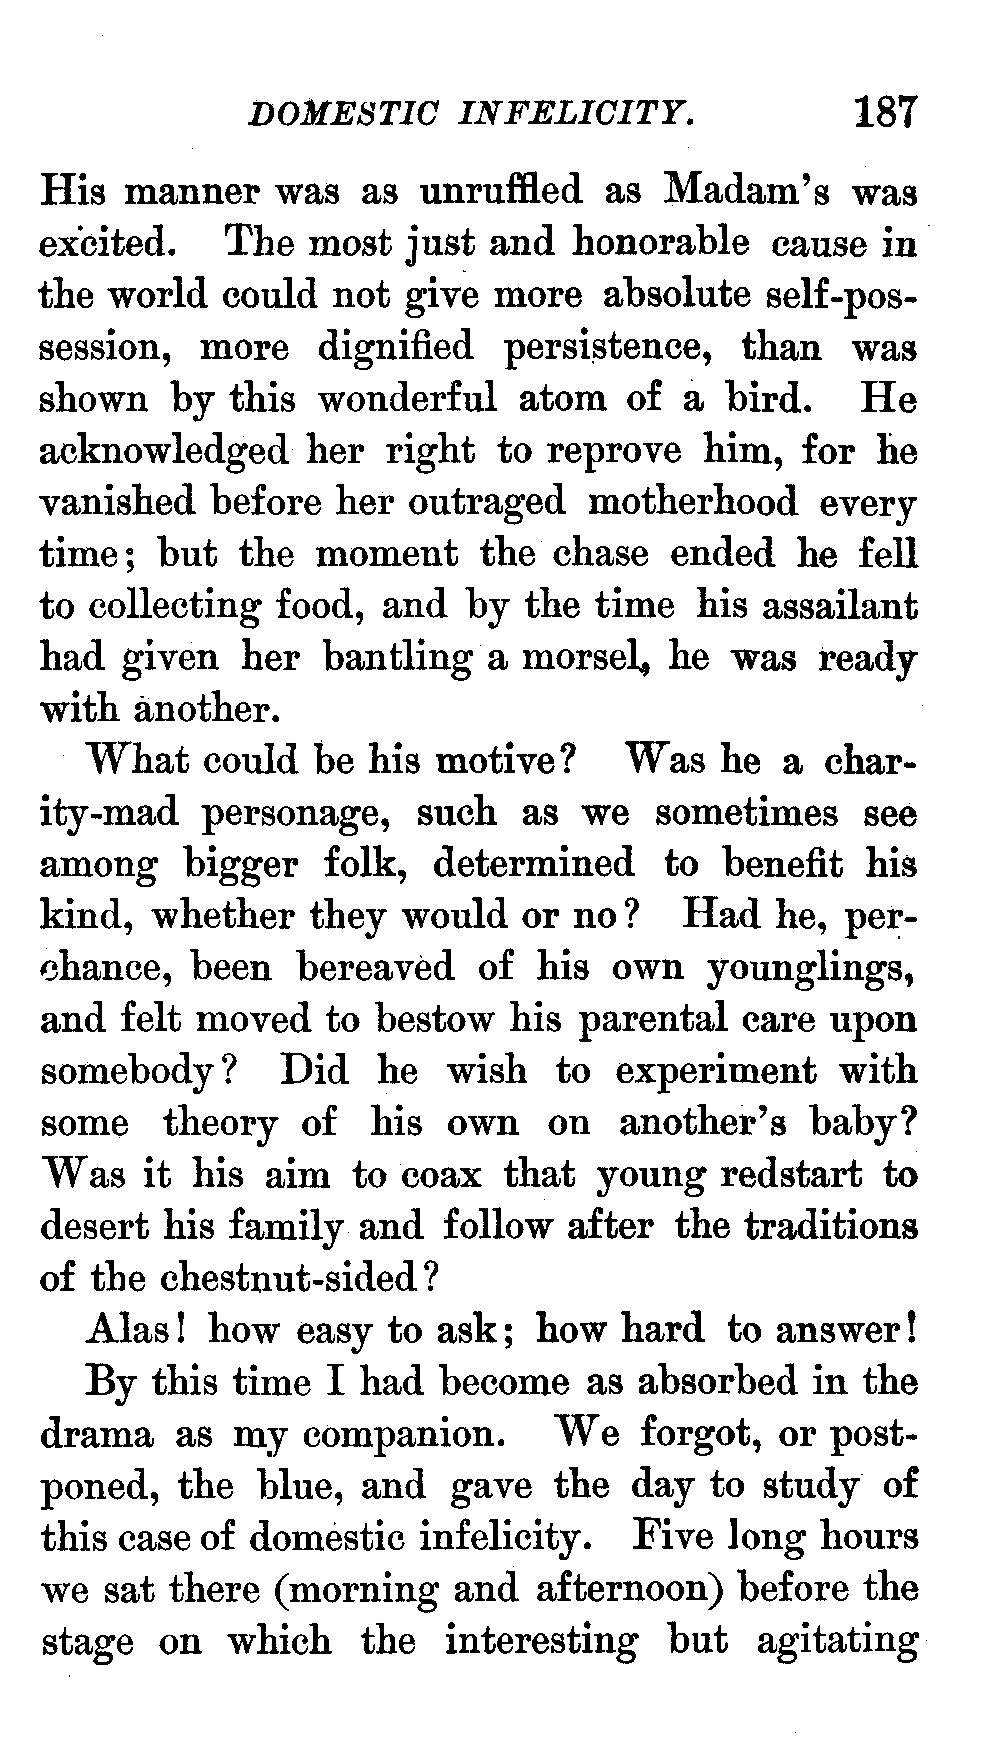 DOMESTIC INFELICITY. 187
His manner was as unruffled as Madam's was
excited. The most just and honorable cause in
the world could not give more absolute self-pos-
session, more dignified persistence, than was
shown by this wonderful atom of a bird. He
acknowledged her right to reprove him, for he
vanished before her outraged motherhood every
time; but the moment the chase ended he fell
to collecting food, and by the time his assailant
had given her bantling a morsel, he was ready
with another.
What could be his motive? Was he a char-
ity-mad personage, such as we sometimes see
among bigger folk, determined to benefit his
kind, whether they would or no? Had he, per-
chance, been bereaved of his own younglings,
and felt moved to bestow his parental care upon
somebody? Did he wish to experiment with
some theory of his own on another's baby?
Was it his aim to coax that young redstart to
desert his family and follow after the traditions
of the chestnut-sided?
Alas! how easy to ask; how hard to answer!
By this time I had become as absorbed in the
drama as my companion. We forgot, or post-
poned, the blue, and gave the day to study of
this case of domestic infelicity. Five long hours
we sat there (morning and afternoon) before the
stage on which the interesting but agitating